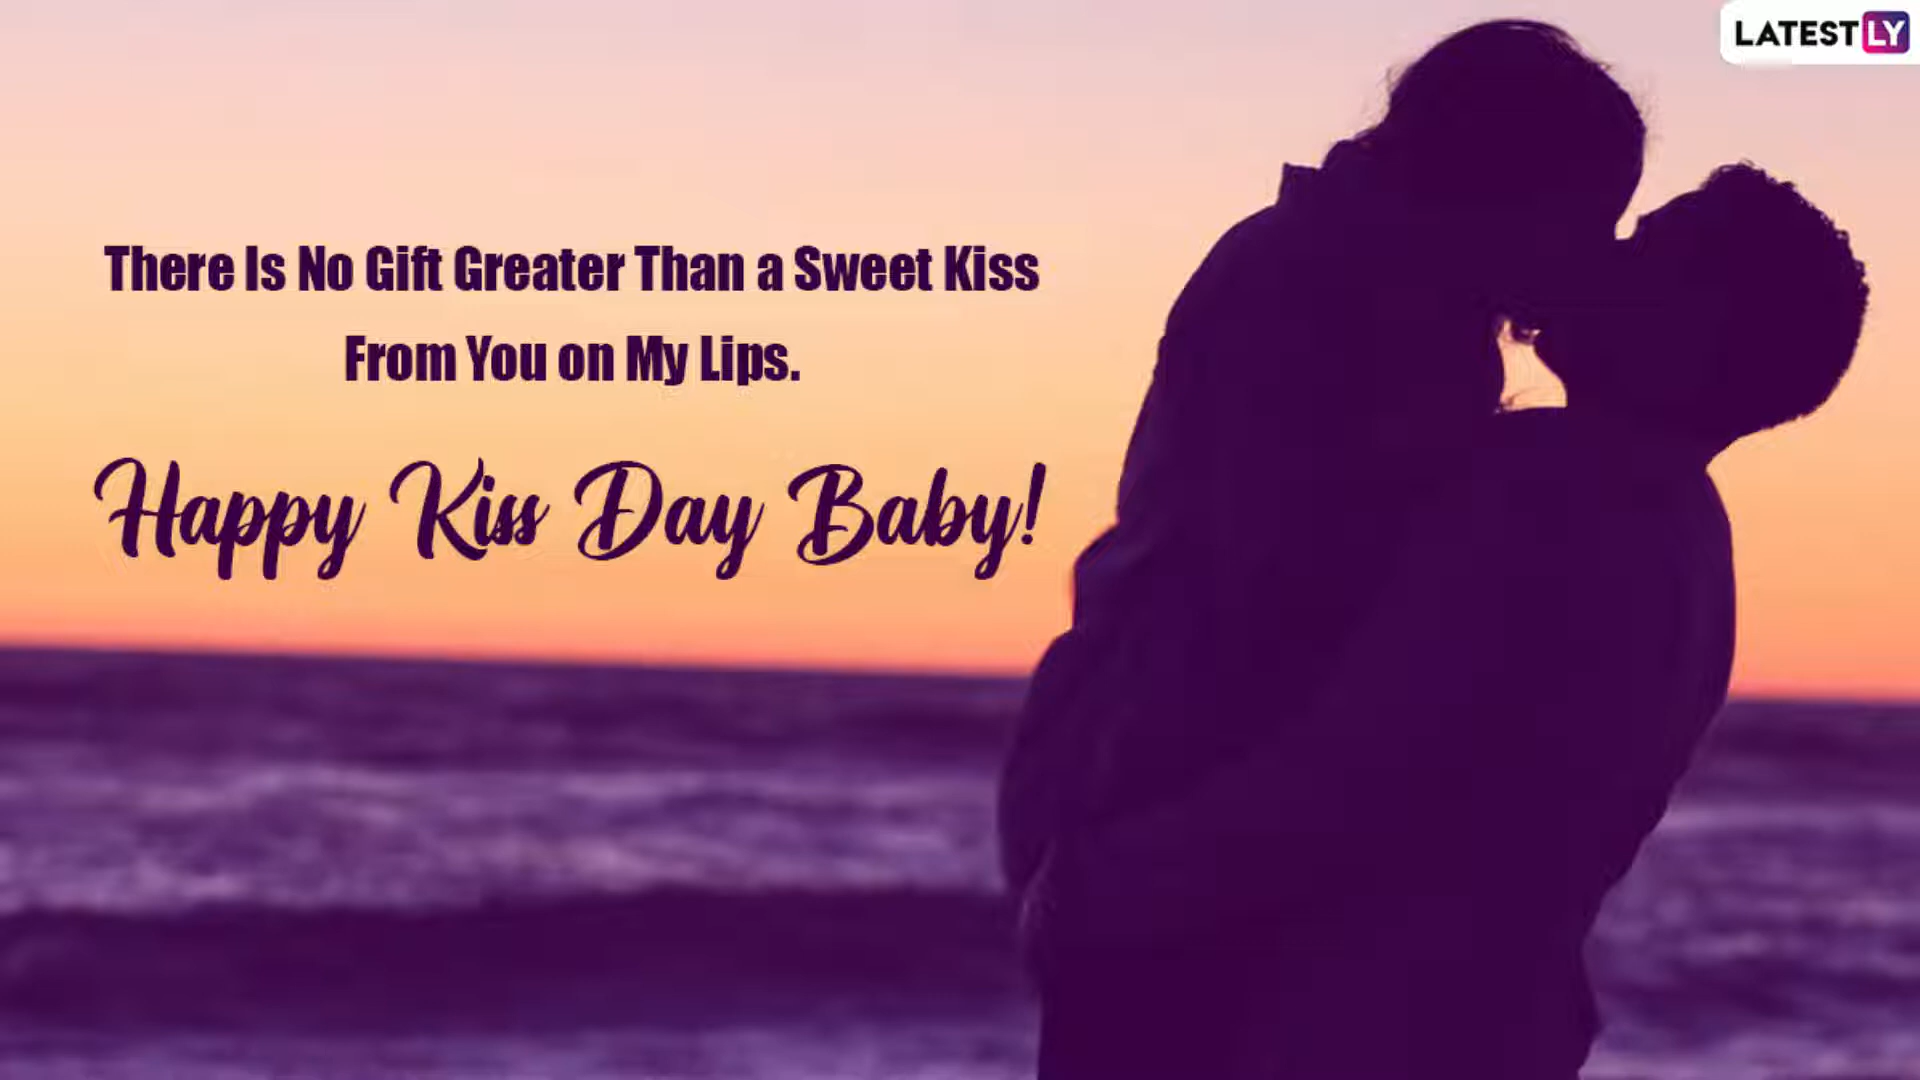 LATESTLY
There Is No Gift Greater Than a Sweet Kiss
From You on My Lips.
Happy Kiss Day Baby!